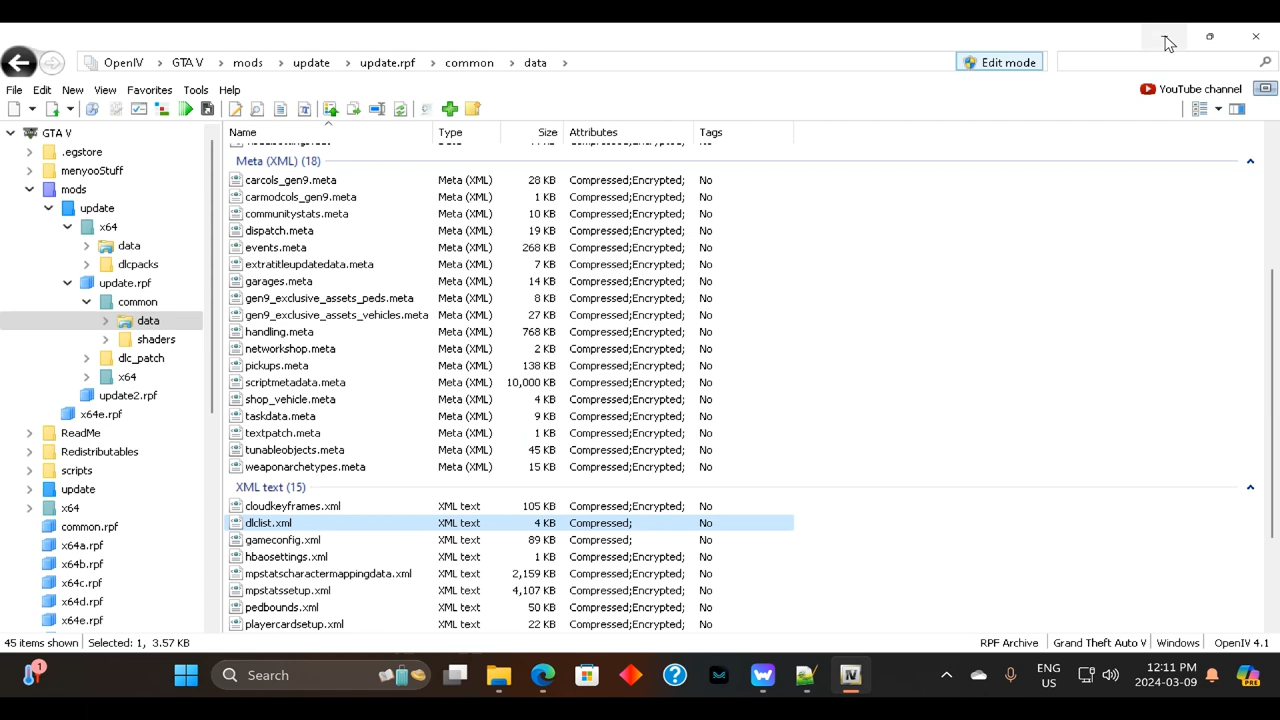 OpenIV > GTA V > mods > update > update.rpf > common > data >
Edit mode
File Edit New View Favorites Tools Help
YouTube channel
GTA V
.egstore
menyooStuff
mods
update
x64
data
dlcpacks
update.rpf
common
data
shaders
dlc_patch
x64
update2.rpf
x64e.rpf
ReadMe
Redistributables
scripts
update
x64
common.rpf
x64a.rpf
x64b.rpf
x64c.rpf
x64d.rpf
x64e.rpf
Name Type Size Attributes Tags
Meta (XML) (18)
carcols_gen9.meta Meta (XML) 28 KB Compressed;Encrypted; No
carmodcols_gen9.meta Meta (XML) 1 KB Compressed;Encrypted; No
communitystats.meta Meta (XML) 10 KB Compressed;Encrypted; No
dispatch.meta Meta (XML) 19 KB Compressed;Encrypted; No
events.meta Meta (XML) 268 KB Compressed;Encrypted; No
extratitleupdatedata.meta Meta (XML) 7 KB Compressed;Encrypted; No
garages.meta Meta (XML) 14 KB Compressed;Encrypted; No
gen9_exclusive_assets_peds.meta Meta (XML) 8 KB Compressed;Encrypted; No
gen9_exclusive_assets_vehicles.meta Meta (XML) 27 KB Compressed;Encrypted; No
handling.meta Meta (XML) 768 KB Compressed;Encrypted; No
networkshop.meta Meta (XML) 2 KB Compressed;Encrypted; No
pickups.meta Meta (XML) 138 KB Compressed;Encrypted; No
scriptmetadata.meta Meta (XML) 10,000 KB Compressed;Encrypted; No
shop_vehicle.meta Meta (XML) 4 KB Compressed;Encrypted; No
taskdata.meta Meta (XML) 9 KB Compressed;Encrypted; No
textpatch.meta Meta (XML) 1 KB Compressed;Encrypted; No
tunableobjects.meta Meta (XML) 45 KB Compressed;Encrypted; No
weaponarchetypes.meta Meta (XML) 15 KB Compressed;Encrypted; No
XML text (15)
cloudkeyframes.xml XML text 105 KB Compressed;Encrypted; No
dlclist.xml XML text 4 KB Compressed; No
gameconfig.xml XML text 89 KB Compressed; No
hbaosettings.xml XML text 1 KB Compressed;Encrypted; No
mpstatscharactermappingdata.xml XML text 2,159 KB Compressed;Encrypted; No
mpstatssetup.xml XML text 4,107 KB Compressed;Encrypted; No
pedbounds.xml XML text 50 KB Compressed;Encrypted; No
playercardsetup.xml XML text 22 KB Compressed;Encrypted; No
45 items shown Selected: 1, 3.57 KB RPF Archive Grand Theft Auto V Windows OpenIV 4.1
1
Search
IV
ENG
US
12:11 PM
2024-03-09
PRE